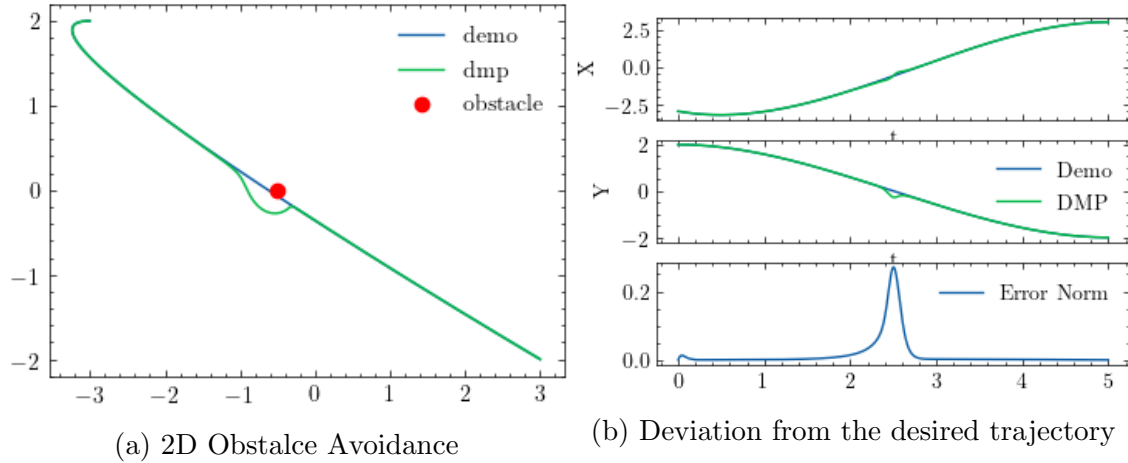 2
1
0
−1
−2
−3
−2
−1
0
1
2
3
demo
dmp
obstacle
(a) 2D Obstalce Avoidance
X
2.5
0.0
−2.5
t
Y
2
0
−2
Demo
DMP
t
0.2
0.0
Error Norm
0
1
2
3
4
5
(b) Deviation from the desired trajectory